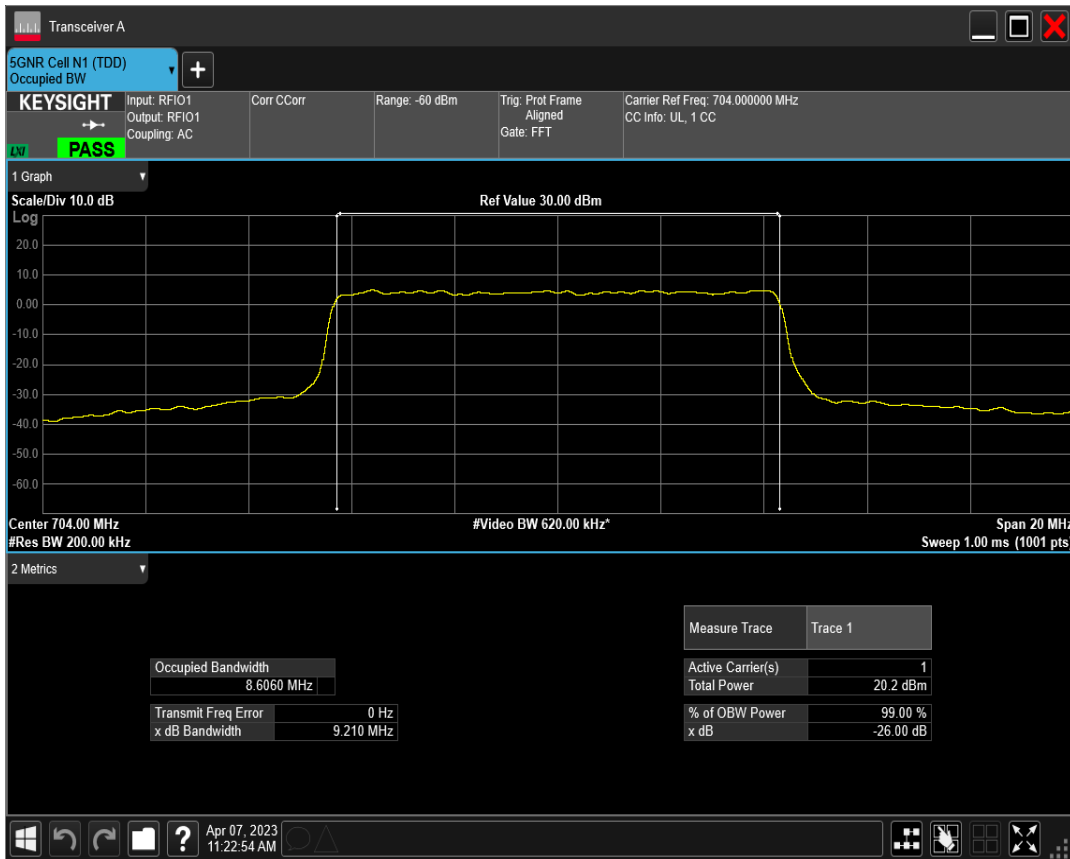 Transceiver A
5GNR Cell N1 (TDD)
Occupied BW
+
KEYSIGHT
LXI
PASS
Input: RFIO1
Output: RFIO1
Coupling: AC
Corr CCorr
Range: -60 dBm
Trig: Prot Frame
Aligned
Gate: FFT
Carrier Ref Freq: 704.000000 MHz
CC Info: UL, 1 CC
1 Graph
Scale/Div 10.0 dB
Ref Value 30.00 dBm
Log
20.0
10.0
0.00
-10.0
-20.0
-30.0
-40.0
-50.0
-60.0
Center 704.00 MHz
#Video BW 620.00 kHz*
Span 20 MHz
#Res BW 200.00 kHz
Sweep 1.00 ms (1001 pts)
2 Metrics
Measure Trace Trace 1
Occupied Bandwidth
8.6060 MHz
Active Carrier(s) 1
Total Power 20.2 dBm
Transmit Freq Error 0 Hz
x dB Bandwidth 9.210 MHz
% of OBW Power 99.00 %
x dB -26.00 dB
?
Apr 07, 2023
11:22:54 AM